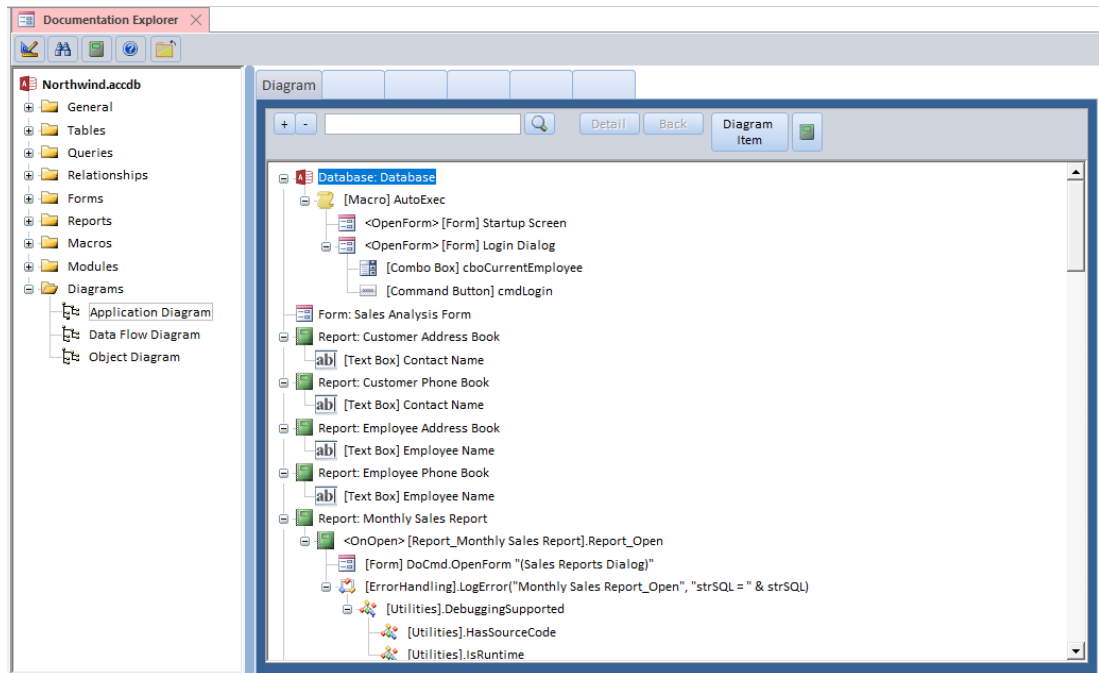 Documentation Explorer
Northwind.accdb
General
Tables
Queries
Relationships
Forms
Reports
Macros
Modules
Diagrams
Application Diagram
Data Flow Diagram
Object Diagram
Diagram
+ -
Detail Back Diagram Item
Database: Database
[Macro] AutoExec
<OpenForm> [Form] Startup Screen
<OpenForm> [Form] Login Dialog
[Combo Box] cboCurrentEmployee
[Command Button] cmdLogin
Form: Sales Analysis Form
Report: Customer Address Book
ab| [Text Box] Contact Name
Report: Customer Phone Book
ab| [Text Box] Contact Name
Report: Employee Address Book
ab| [Text Box] Employee Name
Report: Employee Phone Book
ab| [Text Box] Employee Name
Report: Monthly Sales Report
<OnOpen> [Report_Monthly Sales Report].Report_Open
[Form] DoCmd.OpenForm "(Sales Reports Dialog)"
[ErrorHandling].LogError("Monthly Sales Report_Open", "strSQL = " & strSQL)
[Utilities].DebuggingSupported
[Utilities].HasSourceCode
[Utilities].IsRuntime